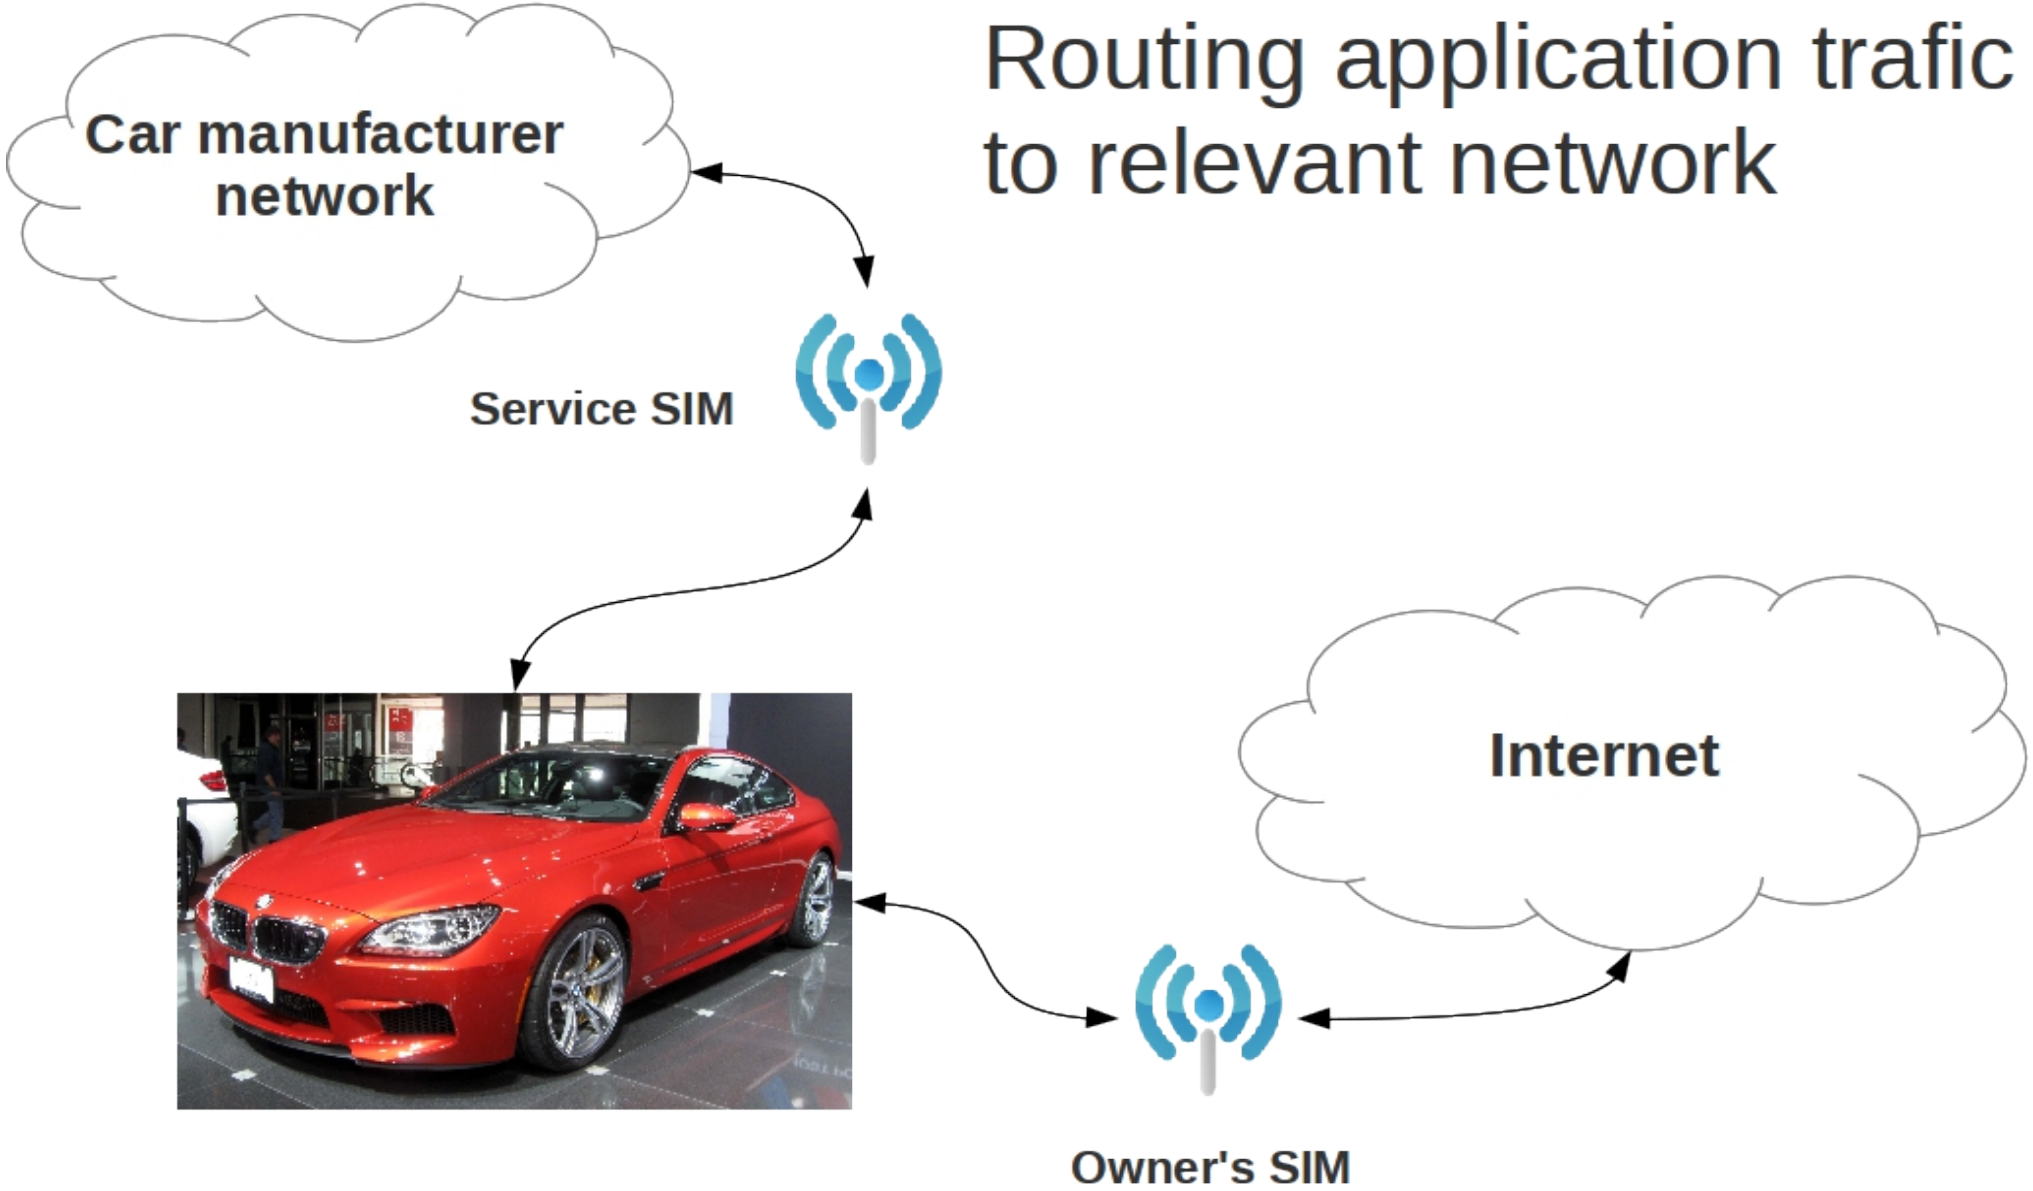 Routing application trafic
to relevant network
Car manufacturer
network
Service SIM
Internet
Owner's SIM